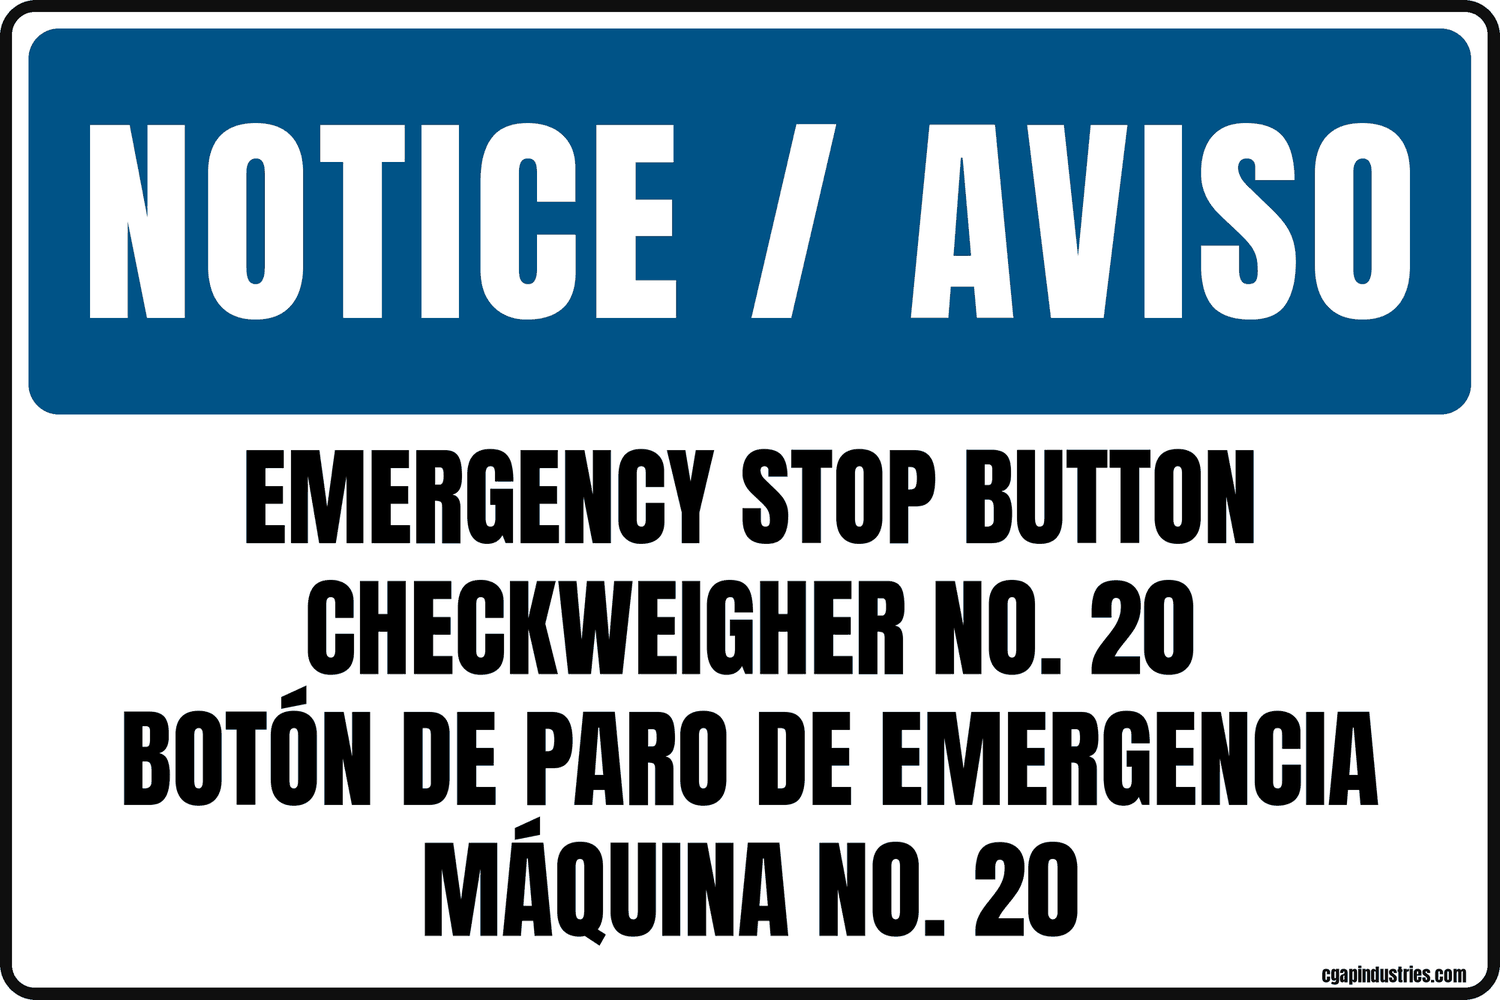 NOTICE / AVISO
EMERGENCY STOP BUTTON
CHECKWEIGHER NO. 20
BOTÓN DE PARO DE EMERGENCIA
MÁQUINA NO. 20
cgapindustries.com